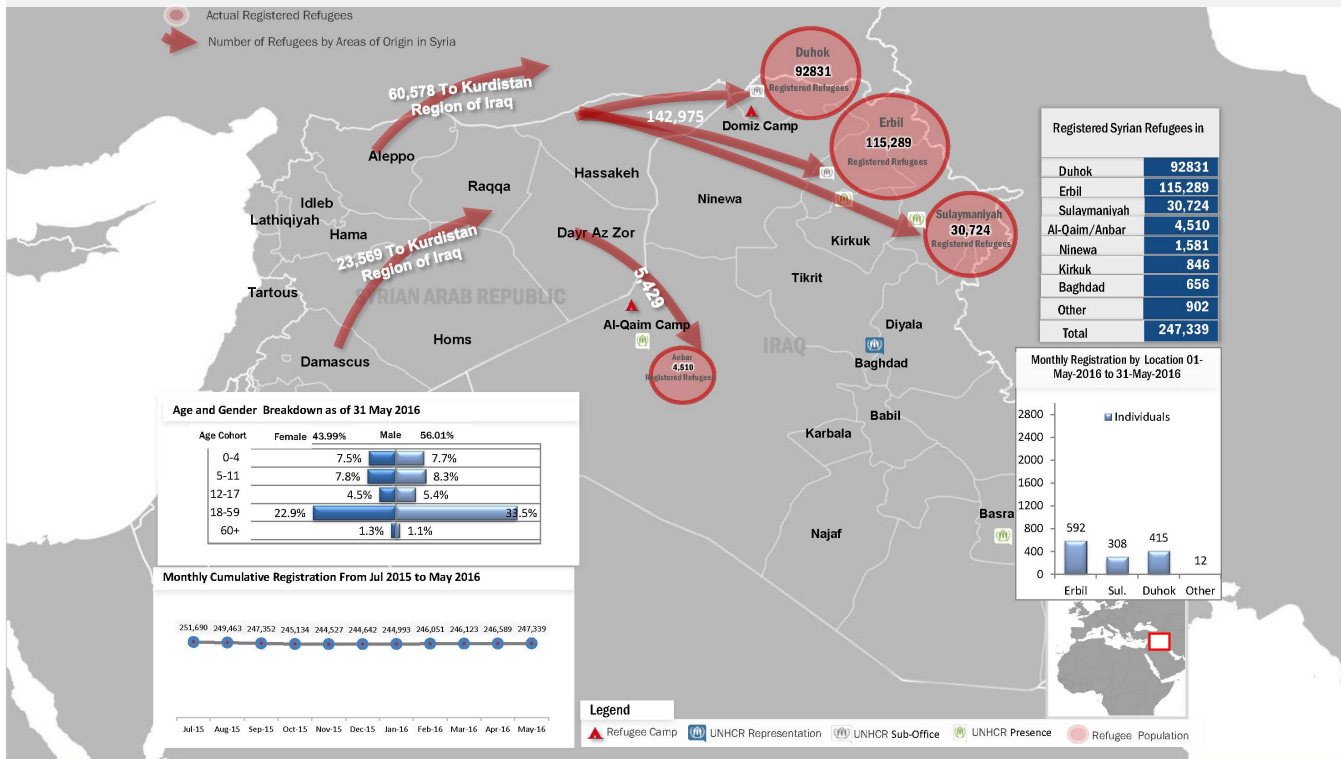 Actual Registered Refugees
Number of Refugees by Areas of Origin in Syria
60,578 To Kurdistan
Region of Iraq
Aleppo
Idleb
Lathiqiyah
Hama
Raqqa
Hassakeh
142,975
Duhok
92831
Registered Refugees
Domiz Camp
Erbil
115,289
Registered Refugees
Ninewa
Sulaymaniyah
30,724
Registered Refugees
Kirkuk
Tikrit
23,569 To Kurdistan
Region of Iraq
Dayr Az Zor
5,429
Tartous
SYRIAN ARAB REPUBLIC
Homs
Damascus
Al-Qaim Camp
Anbar
4,510
Registered Refugees
IRAQ
Diyala
Baghdad
Babil
Karbala
Najaf
Basra
Registered Syrian Refugees in
Duhok 92831
Erbil 115,289
Sulaymaniyah 30,724
Al-Qaim/Anbar 4,510
Ninewa 1,581
Kirkuk 846
Baghdad 656
Other 902
Total 247,339
Monthly Registration by Location 01-
May-2016 to 31-May-2016
Individuals
2800
2400
2000
1600
1200
800
400
0
592
308
415
12
Erbil Sul. Duhok Other
Age and Gender Breakdown as of 31 May 2016
Age Cohort Female 43.99% Male 56.01%
0-4 7.5% 7.7%
5-11 7.8% 8.3%
12-17 4.5% 5.4%
18-59 22.9% 33.5%
60+ 1.3% 1.1%
Monthly Cumulative Registration From Jul 2015 to May 2016
251,690 249,463 247,352 245,134 244,527 244,642 244,993 246,051 246,123 246,589 247,339
Jul-15 Aug-15 Sep-15 Oct-15 Nov-15 Dec-15 Jan-16 Feb-16 Mar-16 Apr-16 May-16
Legend
Refugee Camp UNHCR Representation UNHCR Sub-Office UNHCR Presence Refugee Population